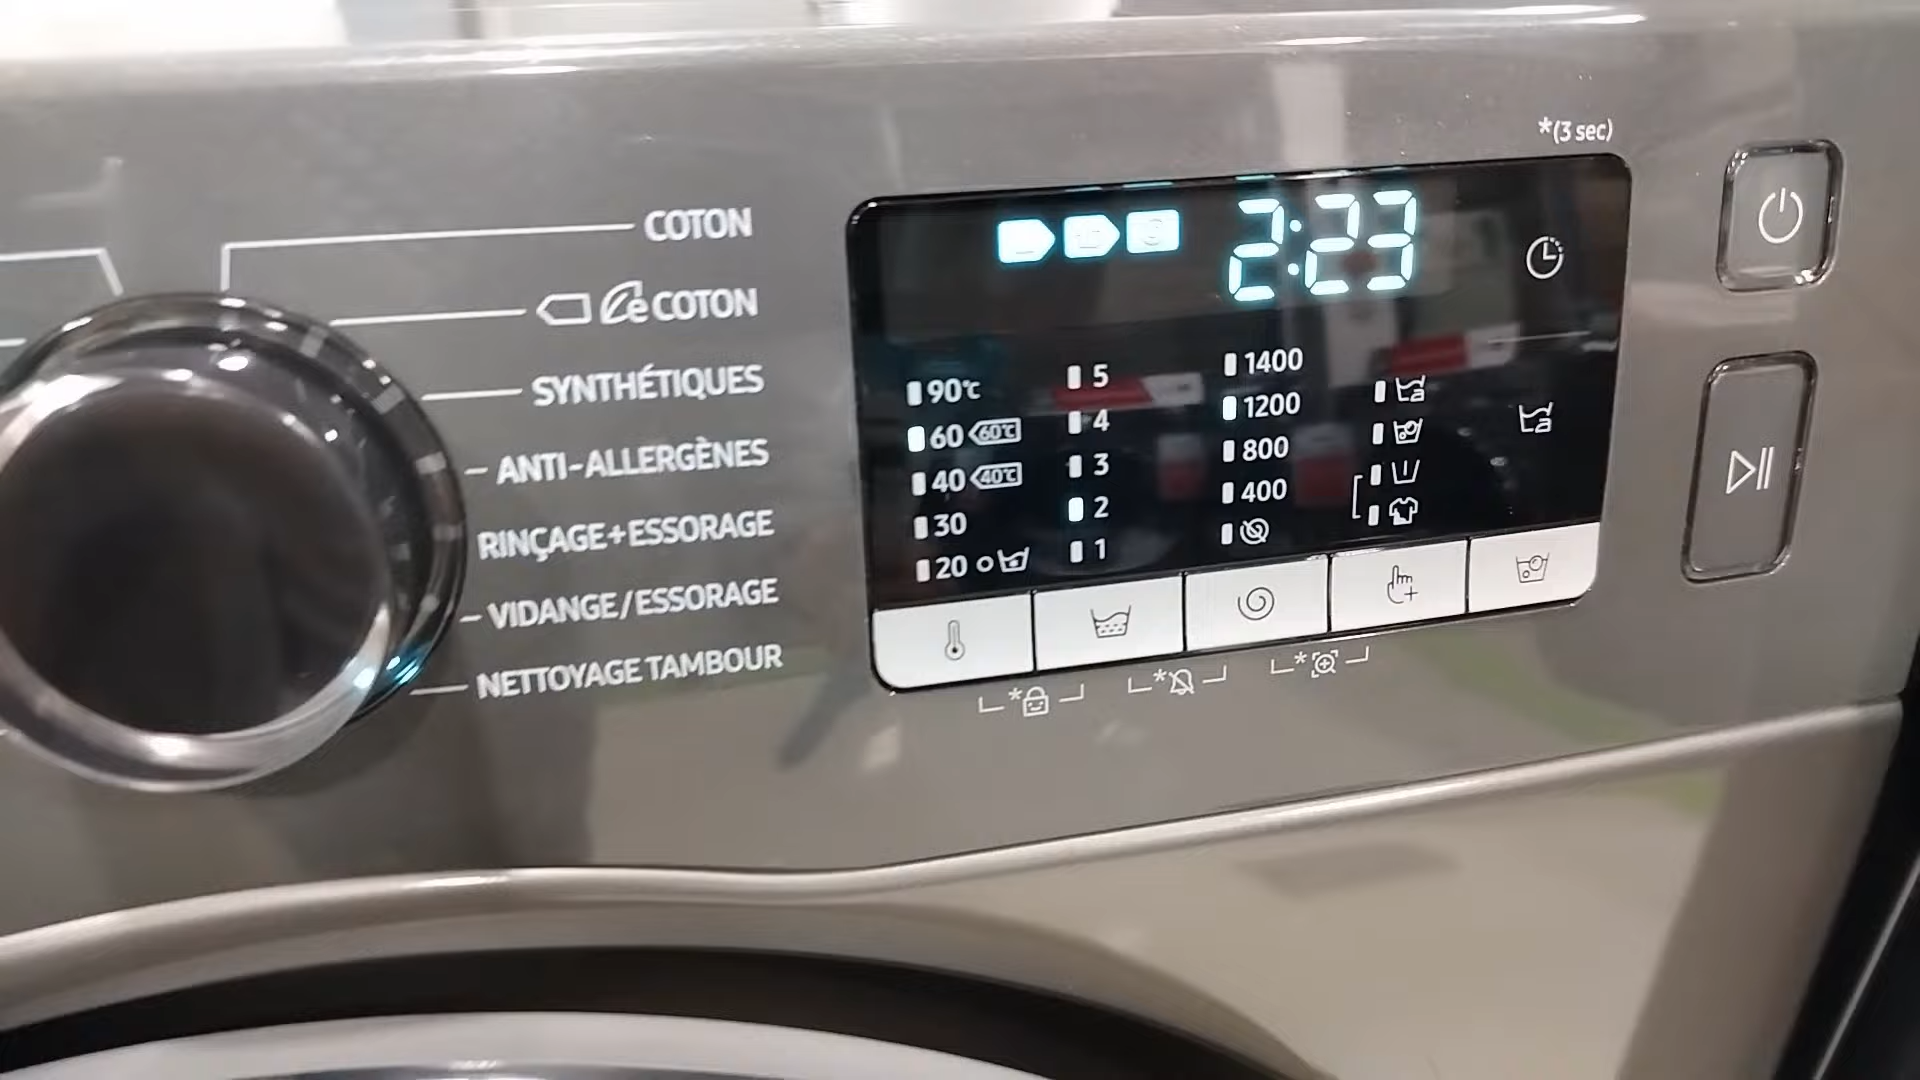 *(3 sec)
COTON
e COTON
SYNTHÉTIQUES
ANTI-ALLERGÈNES
RINÇAGE+ESSORAGE
VIDANGE/ESSORAGE
NETTOYAGE TAMBOUR
2:23
90℃
60 60℃
40 40℃
30
20
5
4
3
2
1
1400
1200
800
400
*
*
*